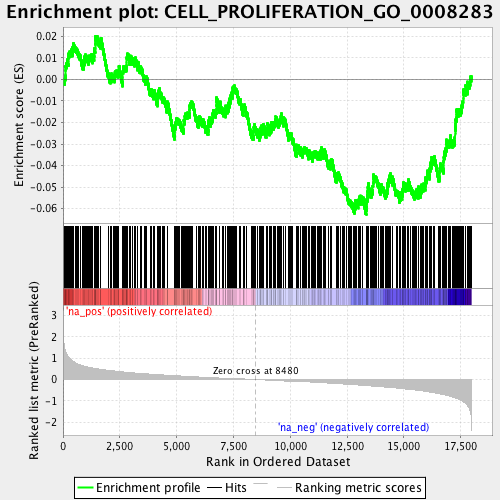 Enrichment plot: CELL_PROLIFERATION_GO_0008283
Enrichment score (ES)
0.02
0.01
0.00
-0.01
-0.02
-0.03
-0.04
-0.05
-0.06
Ranked list metric (PreRanked)
'na_pos' (positively correlated)
3
2
1
0
-1
-2
Zero cross at 8480
'na_neg' (negatively correlated)
0 2,500 5,000 7,500 10,000 12,500 15,000 17,500
Rank in Ordered Dataset
Enrichment profile Hits Ranking metric scores